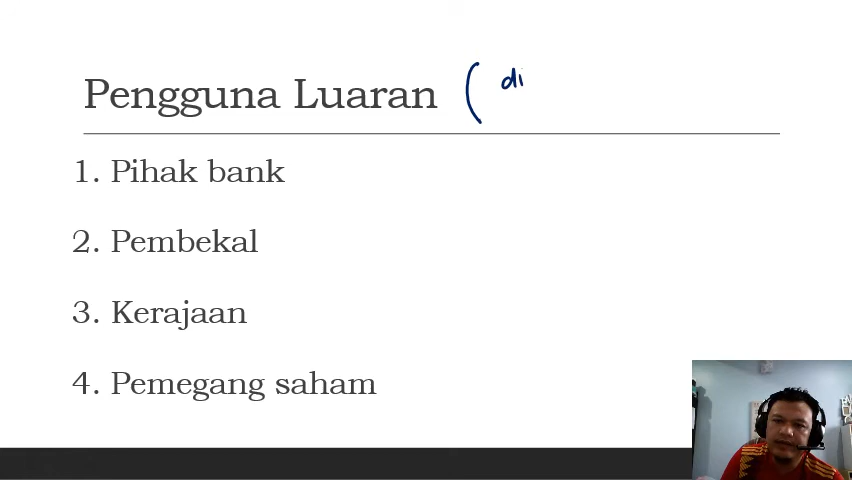 Pengguna Luaran ( di
1. Pihak bank
2. Pembekal
3. Kerajaan
4. Pemegang saham